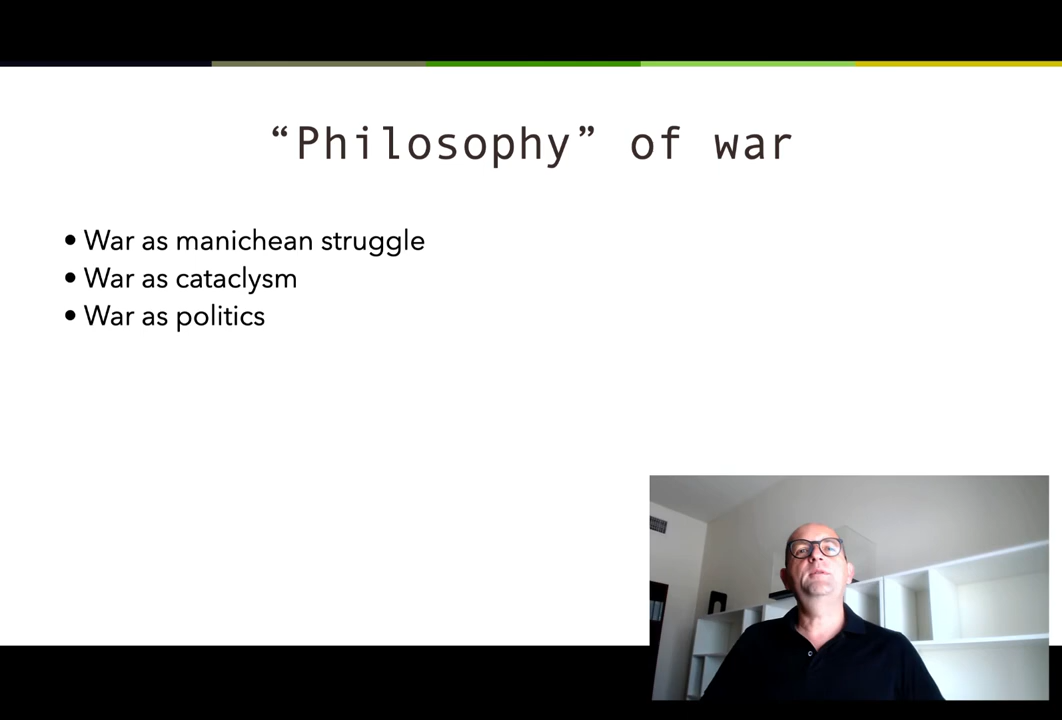 “Philosophy” of war
• War as manichean struggle
• War as cataclysm
• War as politics